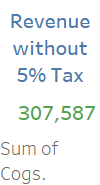 Revenue
without
5% Tax
307,587
Sum of
Cogs.